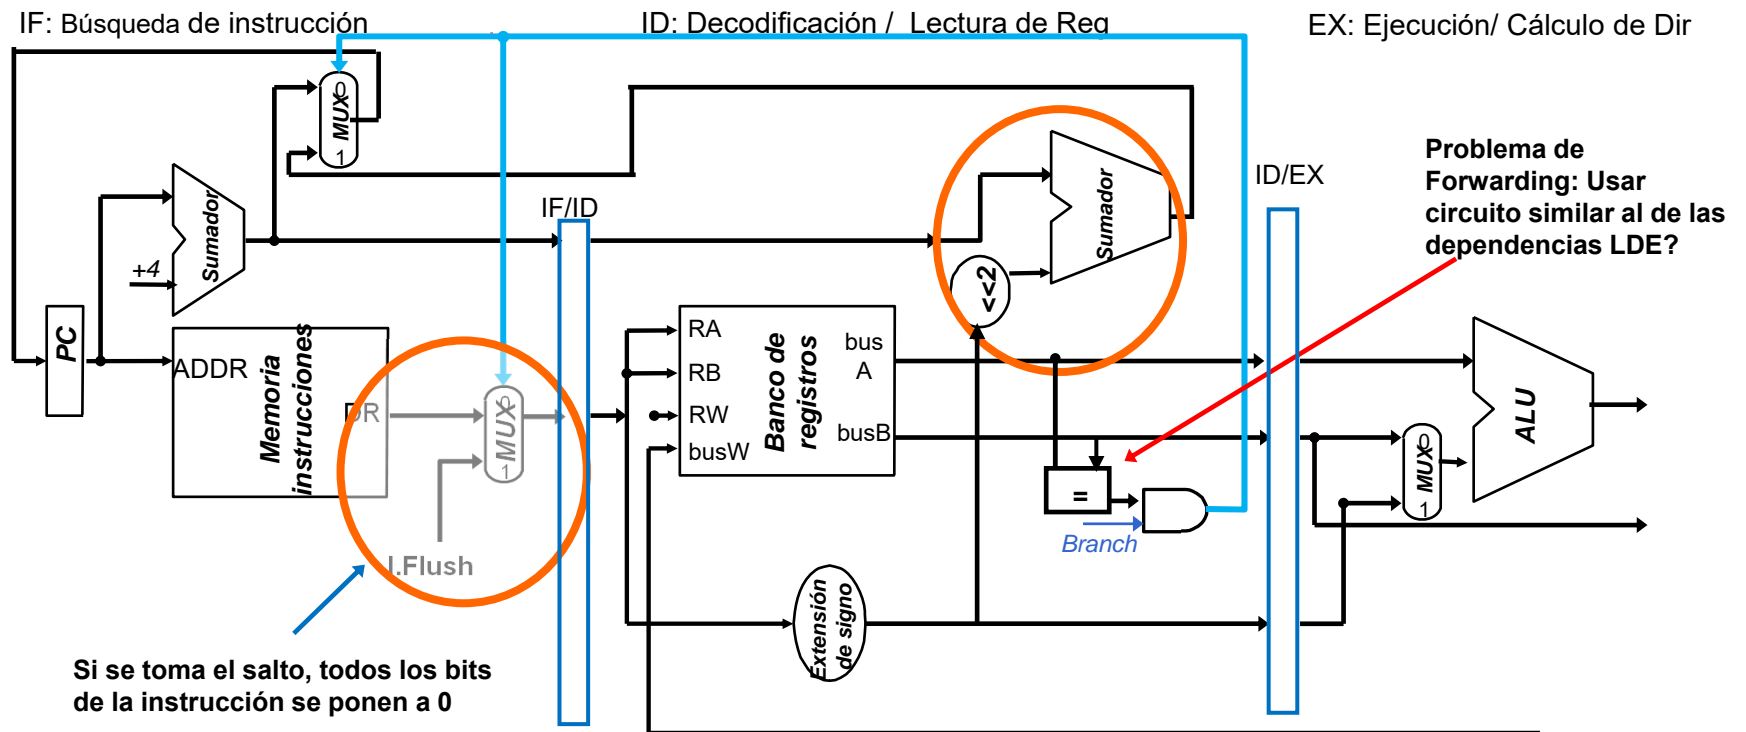 IF: Búsqueda de instrucción
ID: Decodificación / Lectura de Reg
EX: Ejecución/ Cálculo de Dir
MUX
0
1
Sumador
+4
PC
ADDR
Memoria
instrucciones
DR
MUX
0
1
I.Flush
Si se toma el salto, todos los bits
de la instrucción se ponen a 0
IF/ID
RA
RB
RW
busW
Banco de
registros
bus
A
busB
Extensión
de signo
<<2
Sumador
=
Branch
ID/EX
Problema de
Forwarding: Usar
circuito similar al de las
dependencias LDE?
MUX
0
1
ALU